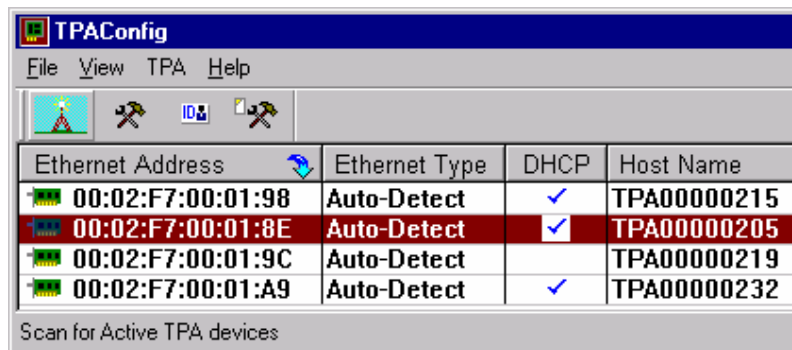 TPAConfig
File View TPA Help
ID
Ethernet Address Ethernet Type DHCP Host Name
00:02:F7:00:01:98 Auto-Detect TPA00000215
00:02:F7:00:01:8E Auto-Detect TPA00000205
00:02:F7:00:01:9C Auto-Detect TPA00000219
00:02:F7:00:01:A9 Auto-Detect TPA00000232
Scan for Active TPA devices